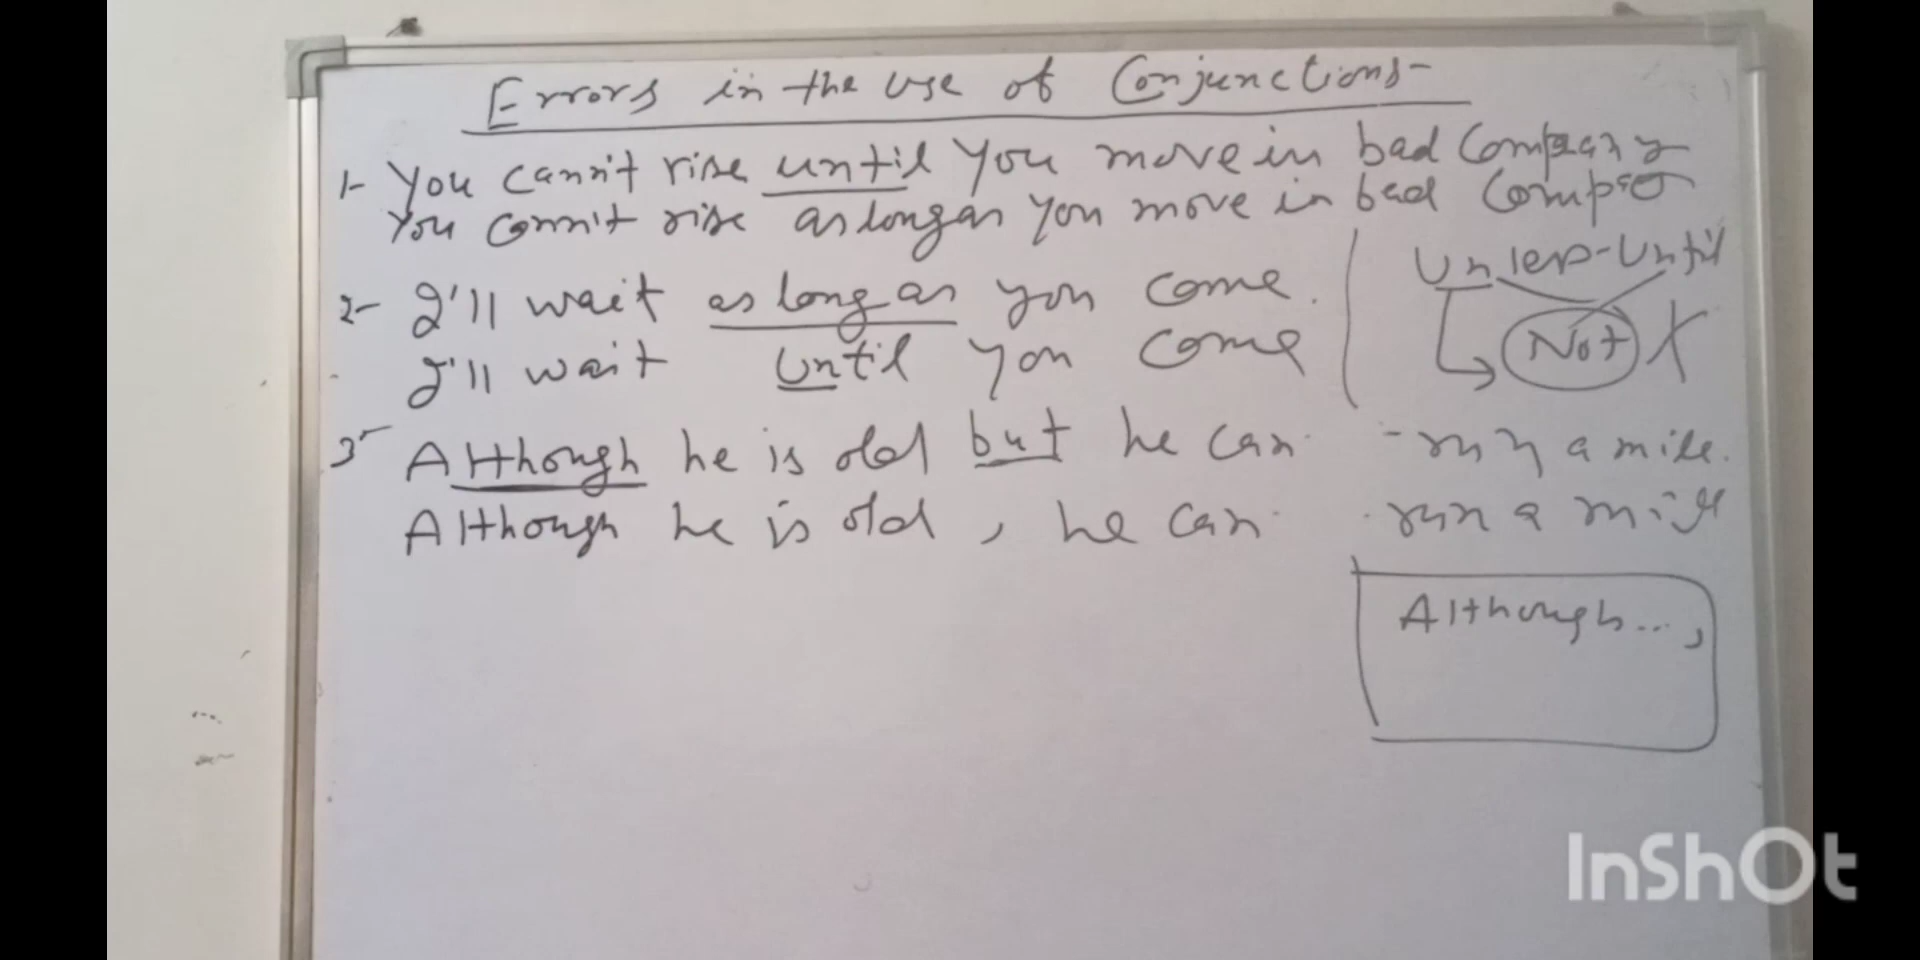 Errors in the use of Conjunctions-
1- You cann't rise until you move in bad Company
You cann't rise as long as you move in bad
2- I'll wait as long as you come.
I'll wait until you come
Unless-Until
Not X
3- Although he is old but he can run a mile.
Although he is old, he can run a mile
Although...,
InShOt